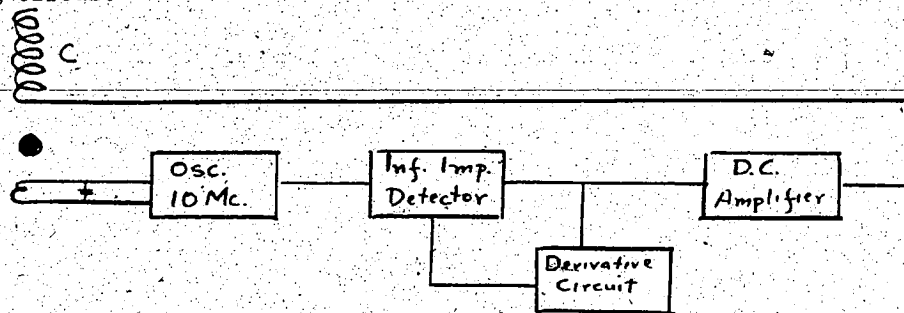 C
Osc.
10 Mc.
Inf. Imp.
Detector
D.C.
Amplifier
Derivative
Circuit